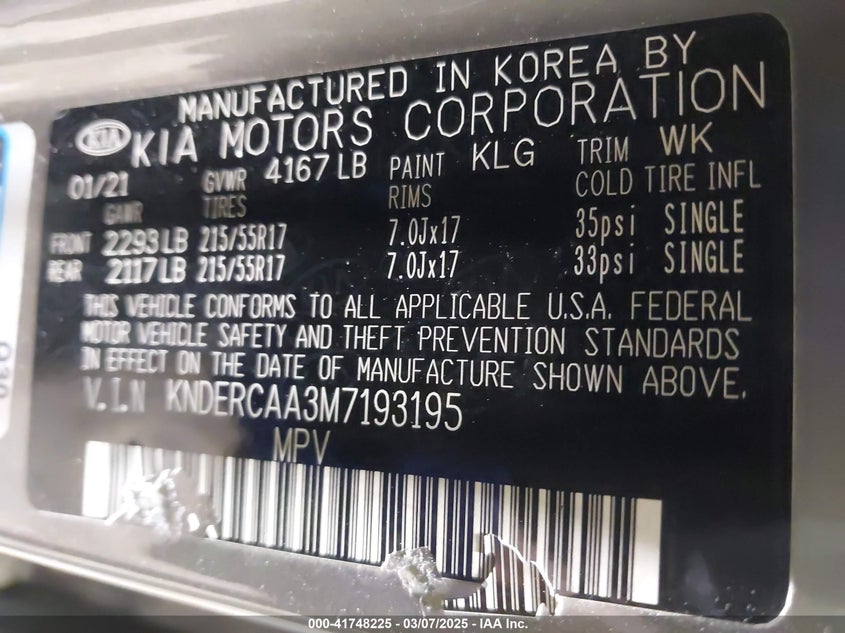 MANUFACTURED IN KOREA BY
KIA KIA MOTORS CORPORATION
01/21 GVWR 4167 LB PAINT KLG TRIM WK
GAWR TIRES RIMS COLD TIRE INFL
FRONT 2293 LB 215/55R17 7.0Jx17 35psi SINGLE
REAR 2117 LB 215/55R17 7.0Jx17 33psi SINGLE
THIS VEHICLE CONFORMS TO ALL APPLICABLE U.S.A. FEDERAL
MOTOR VEHICLE SAFETY AND THEFT PREVENTION STANDARDS
IN EFFECT ON THE DATE OF MANUFACTURE SHOWN ABOVE.
V.I.N KNDERCAA3M7193195
MPV
000-41748225 - 03/07/2025 - IAA Inc.